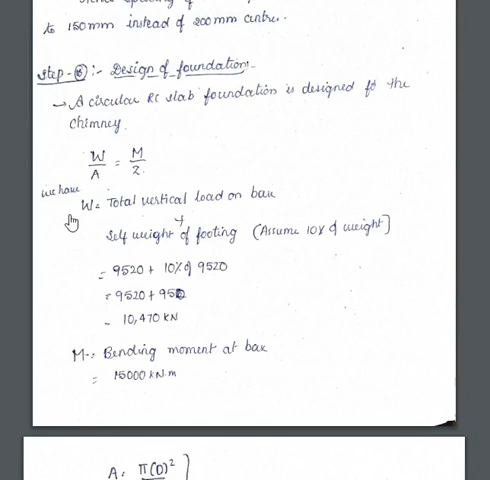 to 150mm instead of 200mm centre..
Step-⑧:- Design of foundation:-
→ A circular RC slab foundation is designed for the
chimney.
W/A = M/Z.
we have
W = Total vertical load on base
+
Self weight of footing (Assume 10% of weight)
= 9520 + 10% of 9520
= 9520 + 950
= 10,470 KN
M = Bending moment at base
= 15000 KN.m
A = π(D)²